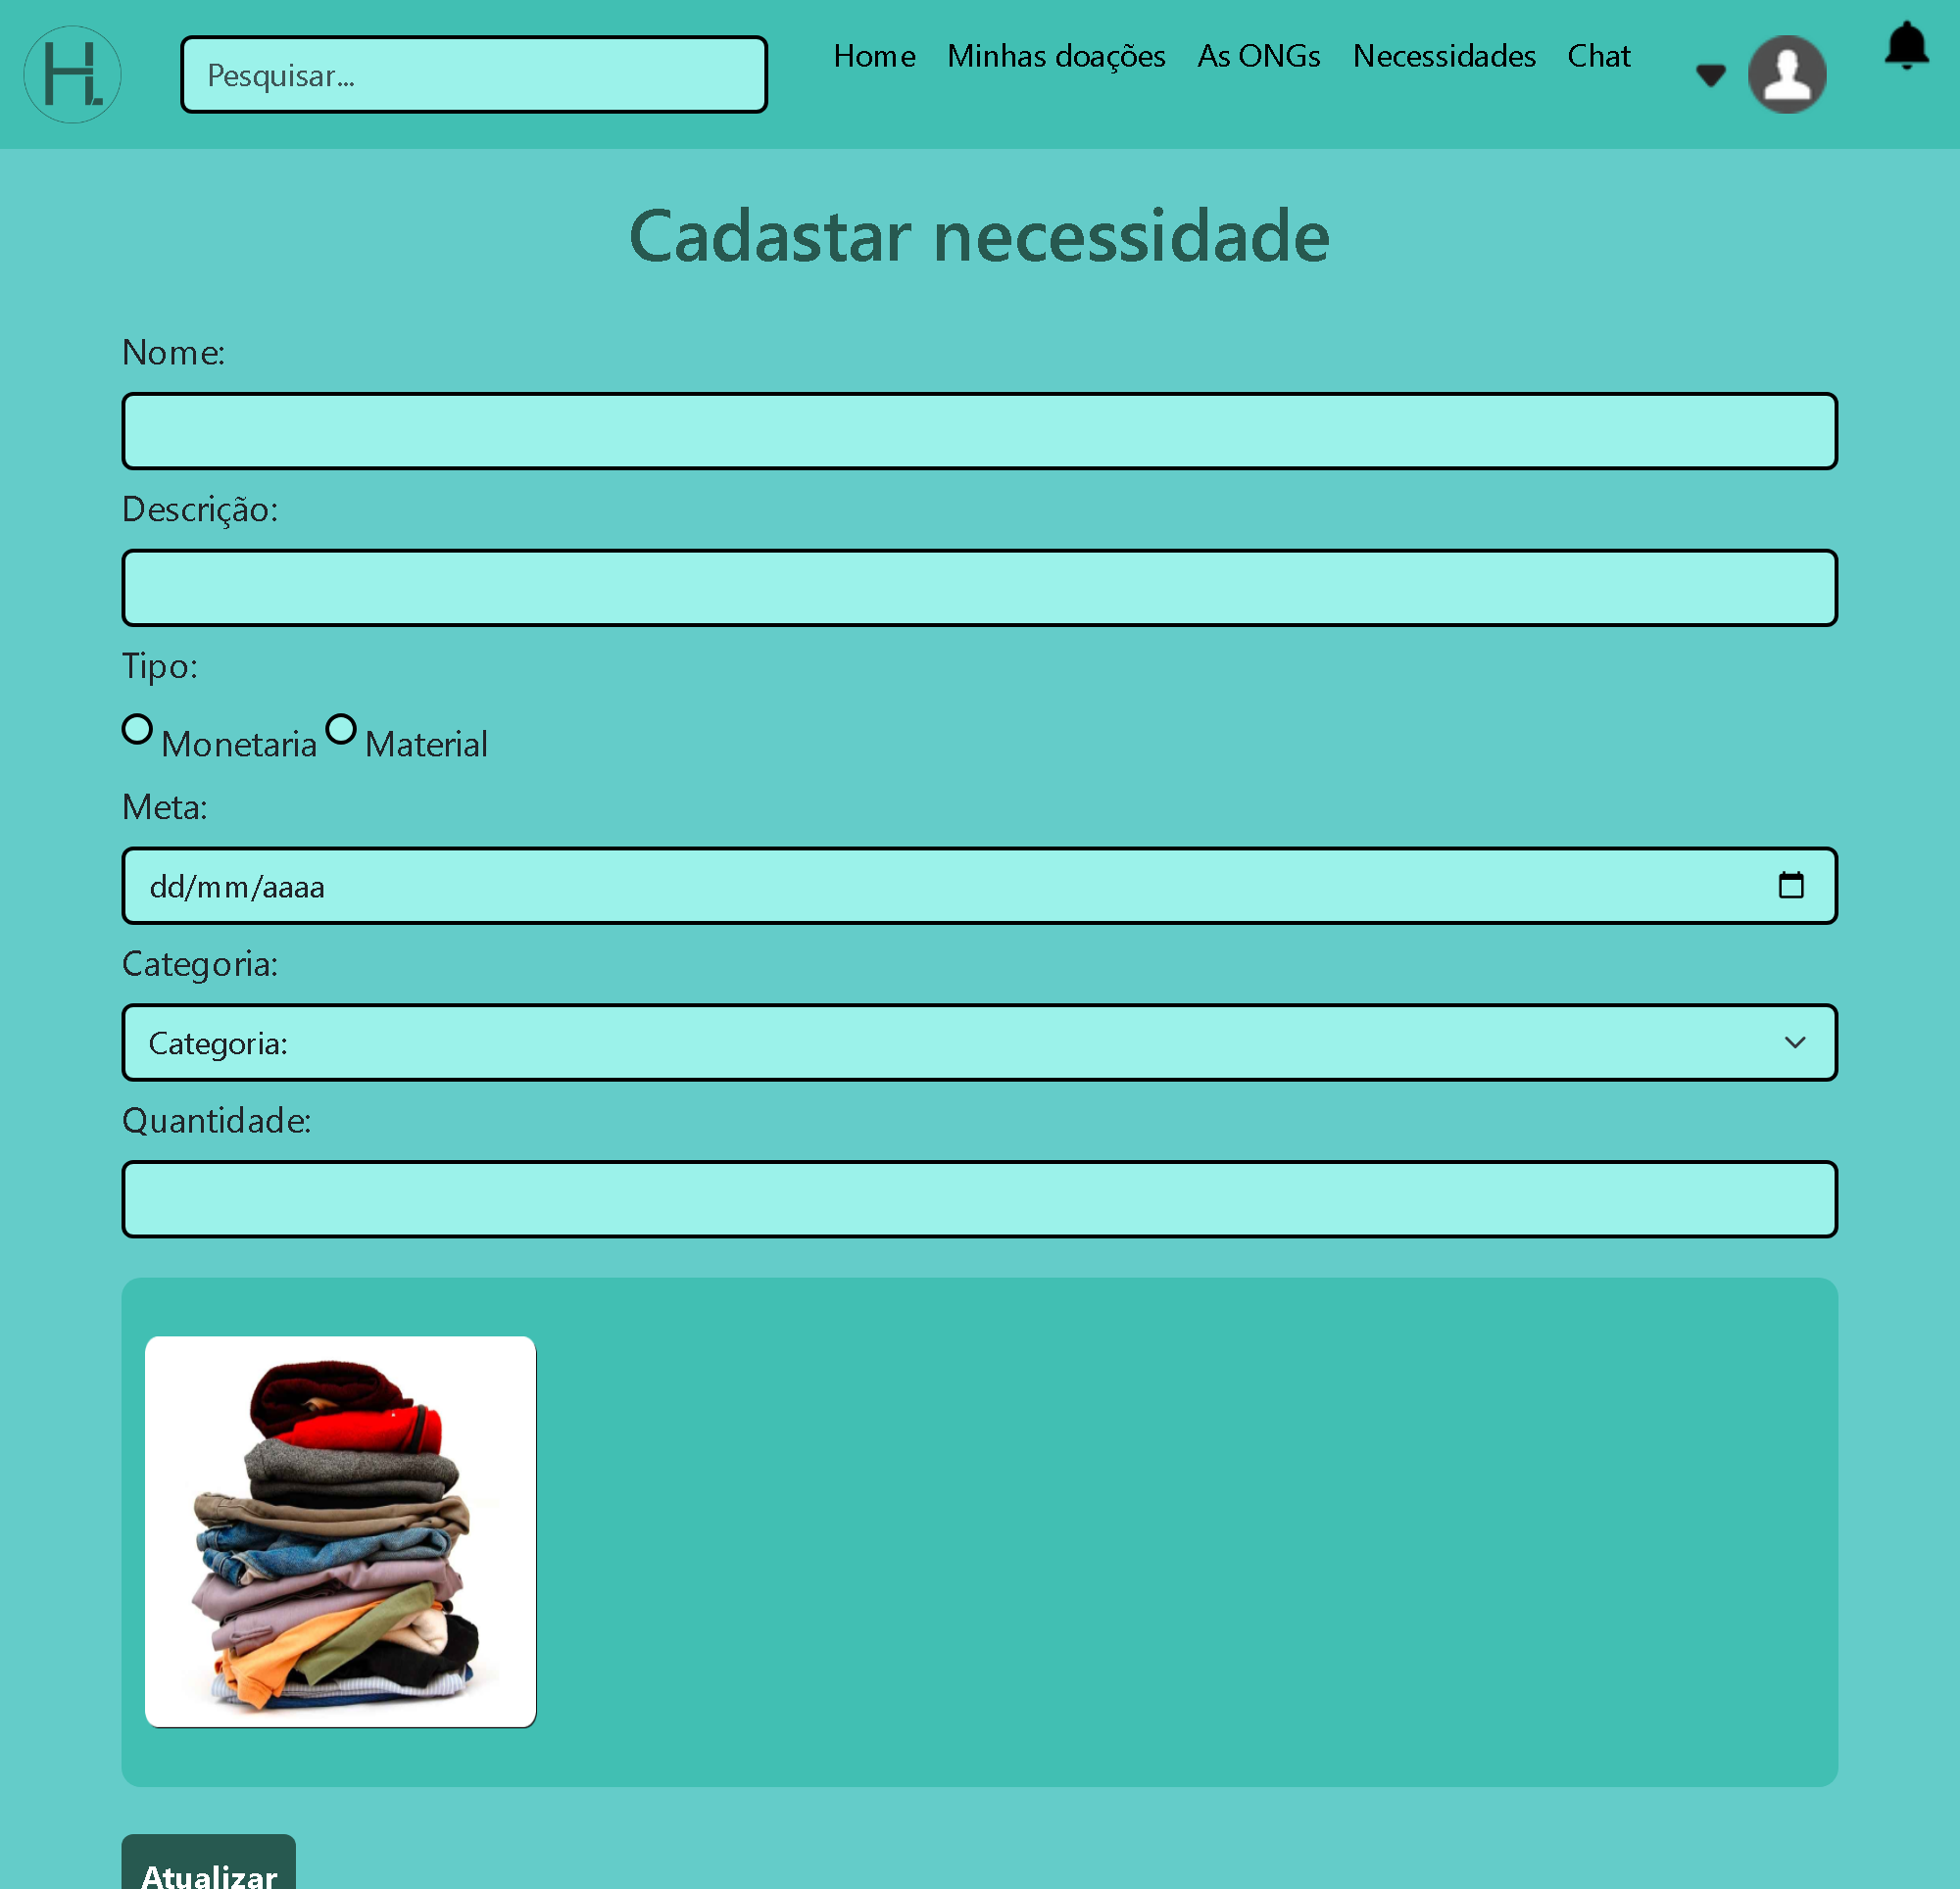 H.
Pesquisar...
Home Minhas doações As ONGs Necessidades Chat
Cadastar necessidade
Nome:
Descrição:
Tipo:
Monetaria Material
Meta:
dd/mm/aaaa
Categoria:
Categoria:
Quantidade:
Atualizar